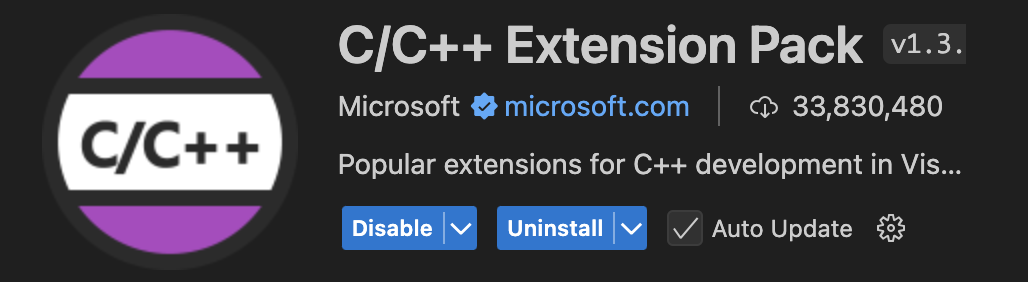 C/C++
C/C++ Extension Pack v1.3.
Microsoft microsoft.com 33,830,480
Popular extensions for C++ development in Vis...
Disable Uninstall Auto Update